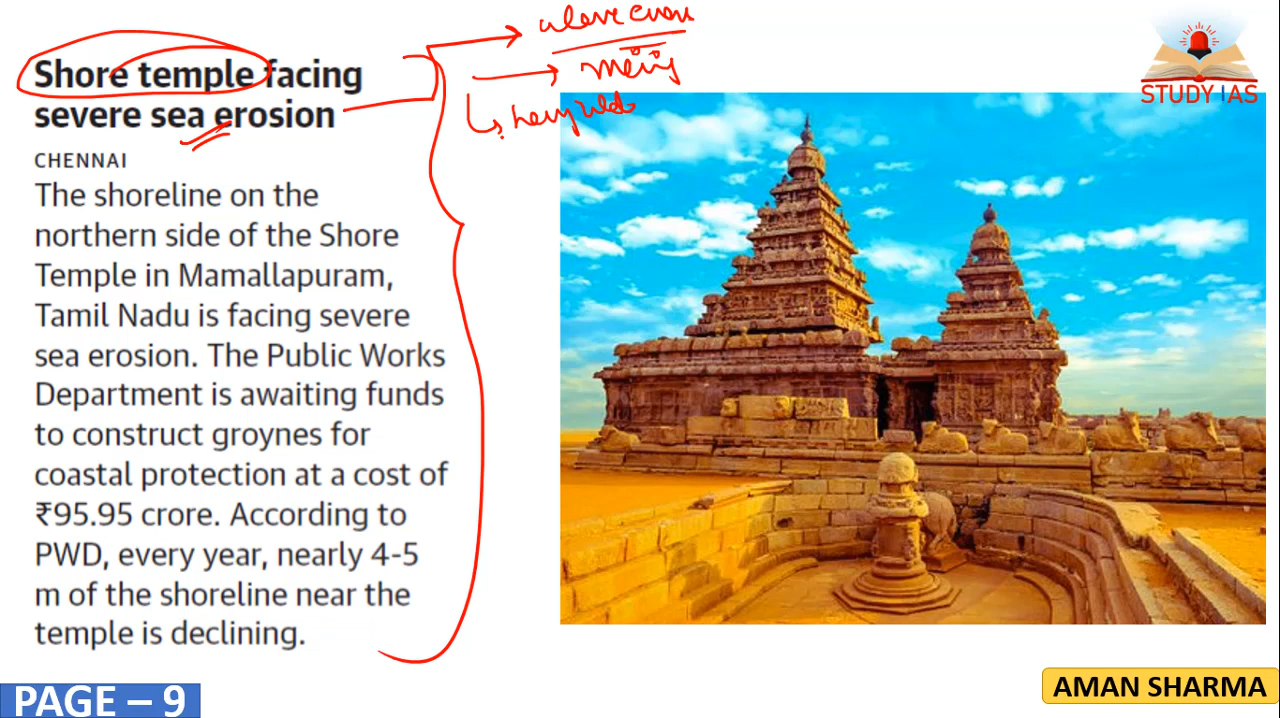 Shore temple facing
severe sea erosion
CHENNAI
The shoreline on the
northern side of the Shore
Temple in Mamallapuram,
Tamil Nadu is facing severe
sea erosion. The Public Works
Department is awaiting funds
to construct groynes for
coastal protection at a cost of
₹95.95 crore. According to
PWD, every year, nearly 4-5
m of the shoreline near the
temple is declining.
STUDY IAS
PAGE – 9
AMAN SHARMA